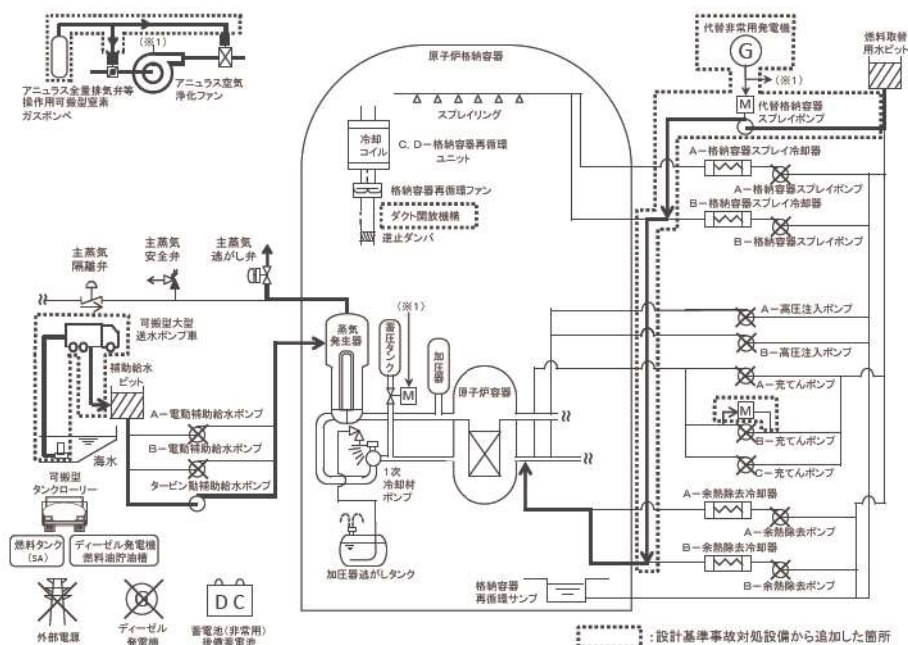 (※1)
アニュラス全量排気弁等
操作用可搬型窒素
ガスボンベ
アニュラス空気
浄化ファン
原子炉格納容器
スプレイリング
冷却
コイル
C, D-格納容器再循環
ユニット
格納容器再循環ファン
ダクト開放機構
逆止ダンパ
代替非常用発電機
G
(※1)
M
代替格納容器
スプレイポンプ
燃料取替
用水ピット
A-格納容器スプレイ冷却器
A-格納容器スプレイポンプ
B-格納容器スプレイ冷却器
B-格納容器スプレイポンプ
主蒸気
隔離弁
主蒸気
安全弁
主蒸気
逃がし弁
可搬型大型
送水ポンプ車
補助給水
ピット
海水
A-電動補助給水ポンプ
B-電動補助給水ポンプ
タービン動補助給水ポンプ
蒸気
発生器
(※1)
蓄圧タンク
M
加圧器
原子炉容器
1次
冷却材
ポンプ
加圧器逃がしタンク
A-高圧注入ポンプ
B-高圧注入ポンプ
A-充てんポンプ
M
B-充てんポンプ
C-充てんポンプ
A-余熱除去冷却器
A-余熱除去ポンプ
B-余熱除去冷却器
B-余熱除去ポンプ
格納容器
再循環サンプ
可搬型
タンクローリー
燃料タンク
(SA)
ディーゼル発電機
燃料油貯油槽
外部電源
G
ディーゼル
発電機
DC
蓄電池(非常用)
後備蓄電池
:設計基準事故対処設備から追加した箇所